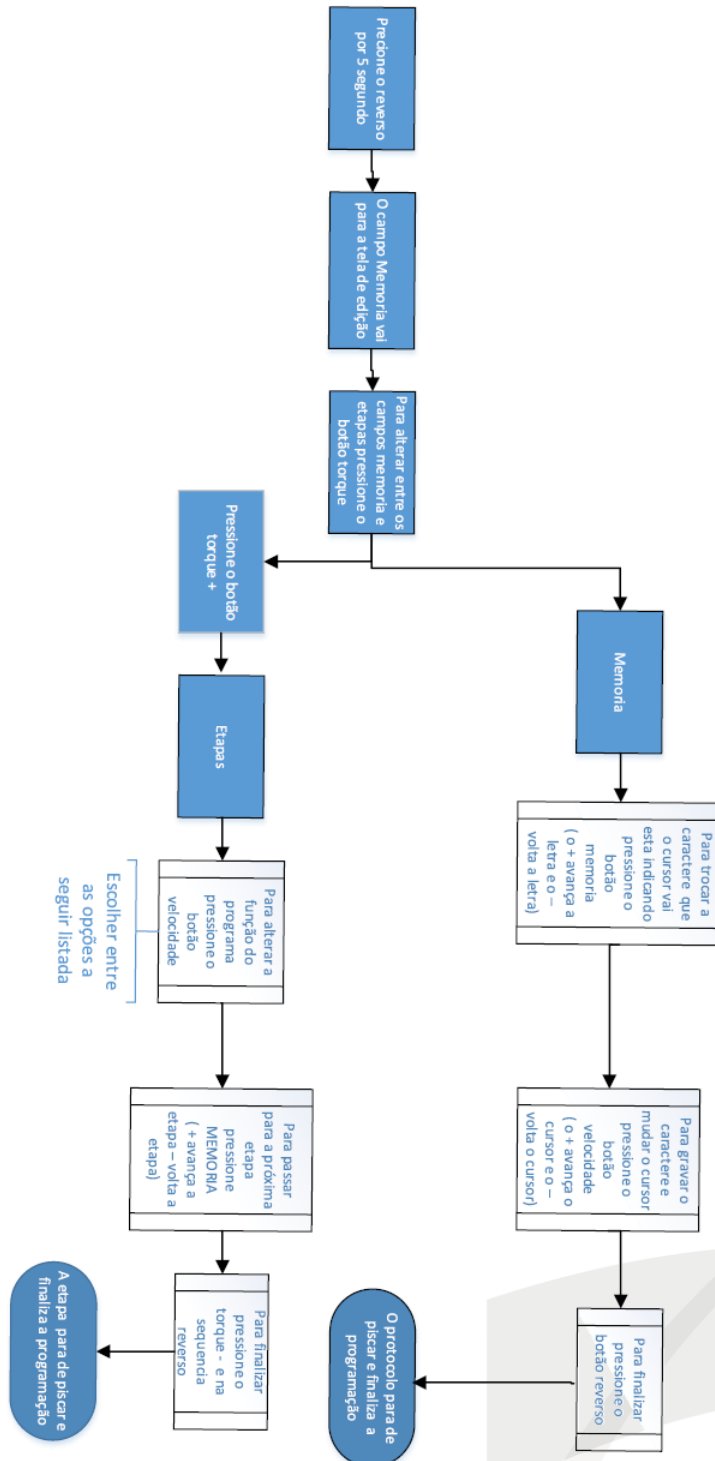 Precione o reverso
por 5 segundo
O campo Memoria vai
para a tela de edição
Para alterar entre os
campos memoria e
etapas pressione o
botão torque
Memoria
Para trocar a
caractere que
o cursor vai
esta indicando
pressione o
botão
memoria
( o + avança a
letra e o –
volta a letra)
Para gravar o
caractere e
mudar o cursor
pressione o
botão
velocidade
( o + avança o
cursor e o –
volta o cursor)
Para finalizar
pressione o
botão reverso
O protocolo para de
piscar e finaliza a
programação
Pressione o botão
torque +
Etapas
Para alterar a
função do
programa
pressione o
botão
velocidade
Escolher entre
as opções a
seguir listada
Para passar
para a próxima
etapa
pressione
MEMORIA
( + avança a
etapa – volta a
etapa)
Para finalizar
pressione o
torque - e na
sequencia
reverso
A etapa para de piscar e
finaliza a programação